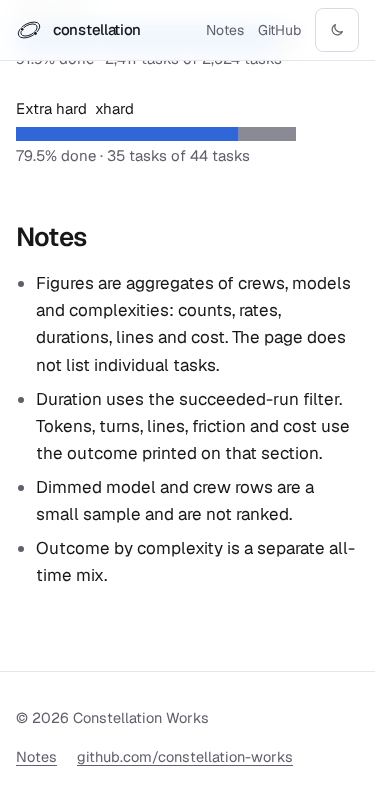 constellation
Notes GitHub
Extra hard xhard
79.5% done · 35 tasks of 44 tasks
Notes
Figures are aggregates of crews, models
and complexities: counts, rates,
durations, lines and cost. The page does
not list individual tasks.
Duration uses the succeeded-run filter.
Tokens, turns, lines, friction and cost use
the outcome printed on that section.
Dimmed model and crew rows are a
small sample and are not ranked.
Outcome by complexity is a separate all-
time mix.
© 2026 Constellation Works
Notes github.com/constellation-works